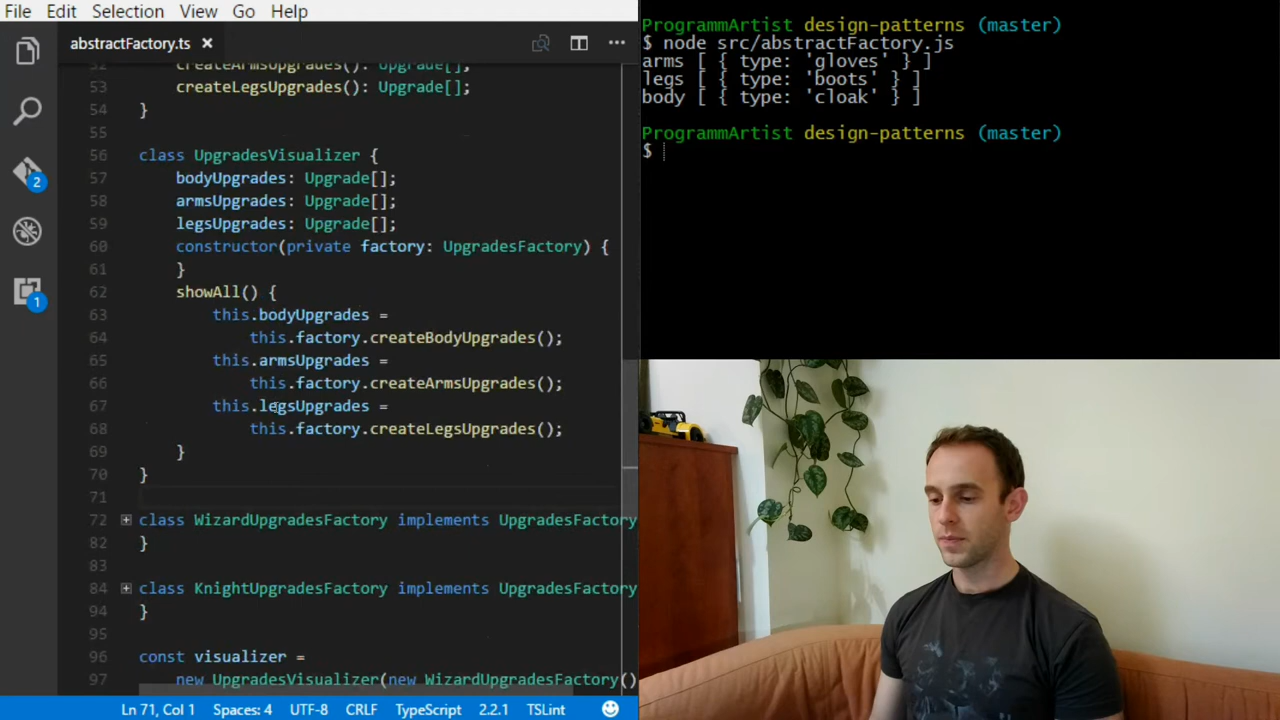 File Edit Selection View Go Help
abstractFactory.ts × •••
52 createArmsUpgrades(): Upgrade[];
53 createLegsUpgrades(): Upgrade[];
54 }
55
56 class UpgradesVisualizer {
57 bodyUpgrades: Upgrade[];
58 armsUpgrades: Upgrade[];
59 legsUpgrades: Upgrade[];
60 constructor(private factory: UpgradesFactory) {
61 }
62 showAll() {
63 this.bodyUpgrades =
64 this.factory.createBodyUpgrades();
65 this.armsUpgrades =
66 this.factory.createArmsUpgrades();
67 this.legsUpgrades =
68 this.factory.createLegsUpgrades();
69 }
70 }
71
72 class WizardUpgradesFactory implements UpgradesFactory
82 }
83
84 class KnightUpgradesFactory implements UpgradesFactory
94 }
95
96 const visualizer =
97 new UpgradesVisualizer(new WizardUpgradesFactory()
2
1
Ln 71, Col 1 Spaces: 4 UTF-8 CRLF TypeScript 2.2.1 TSLint
ProgrammArtist design-patterns (master)
$ node src/abstractFactory.js
arms [ { type: 'gloves' } ]
legs [ { type: 'boots' } ]
body [ { type: 'cloak' } ]
ProgrammArtist design-patterns (master)
$